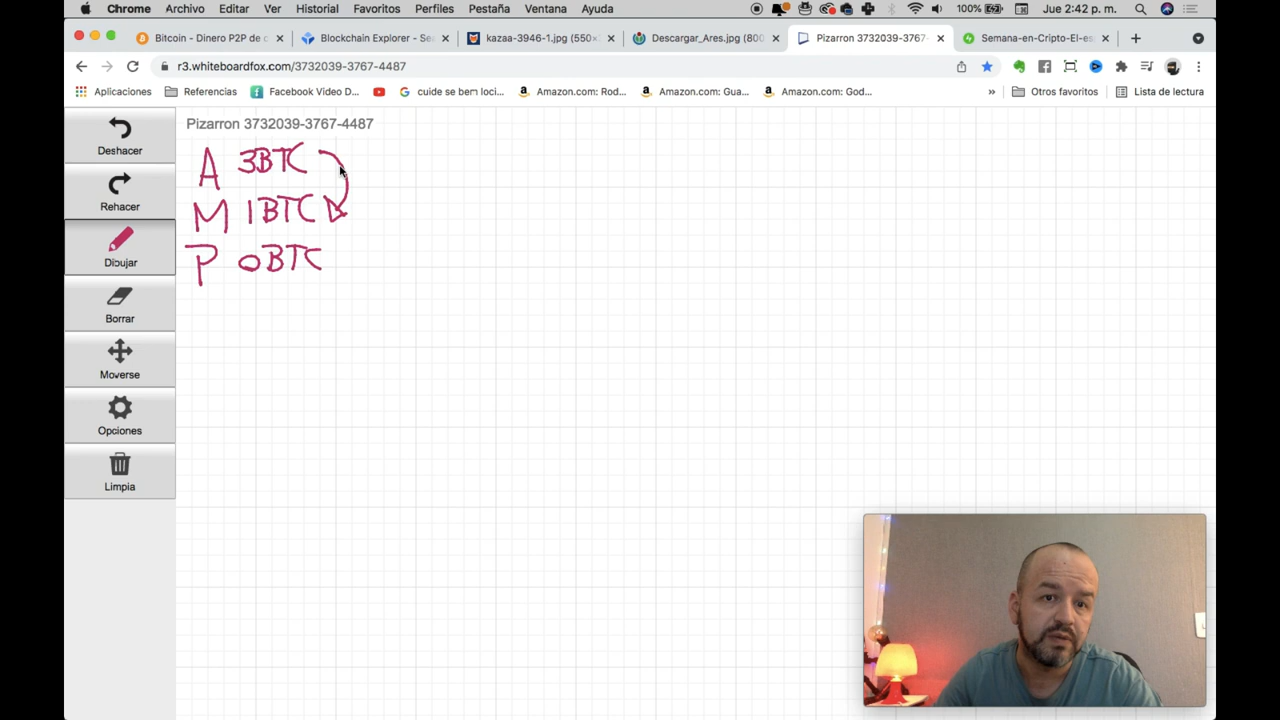 Chrome Archivo Editar Ver Historial Favoritos Perfiles Pestaña Ventana Ayuda 100% Jue 2:42 p. m.
Bitcoin - Dinero P2P de c Blockchain Explorer - Se kazaa-3946-1.jpg (550× Descargar_Ares.jpg (800 Pizarron 3732039-3767- Semana-en-Cripto-El-es
r3.whiteboardfox.com/3732039-3767-4487
Aplicaciones Referencias Facebook Video D... cuide se bem loci... Amazon.com: Rod... Amazon.com: Gua... Amazon.com: God... » Otros favoritos Lista de lectura
Pizarron 3732039-3767-4487
Deshacer
Rehacer
Dibujar
Borrar
Moverse
Opciones
Limpia
A 3BTC
M 1BTC
P 0BTC